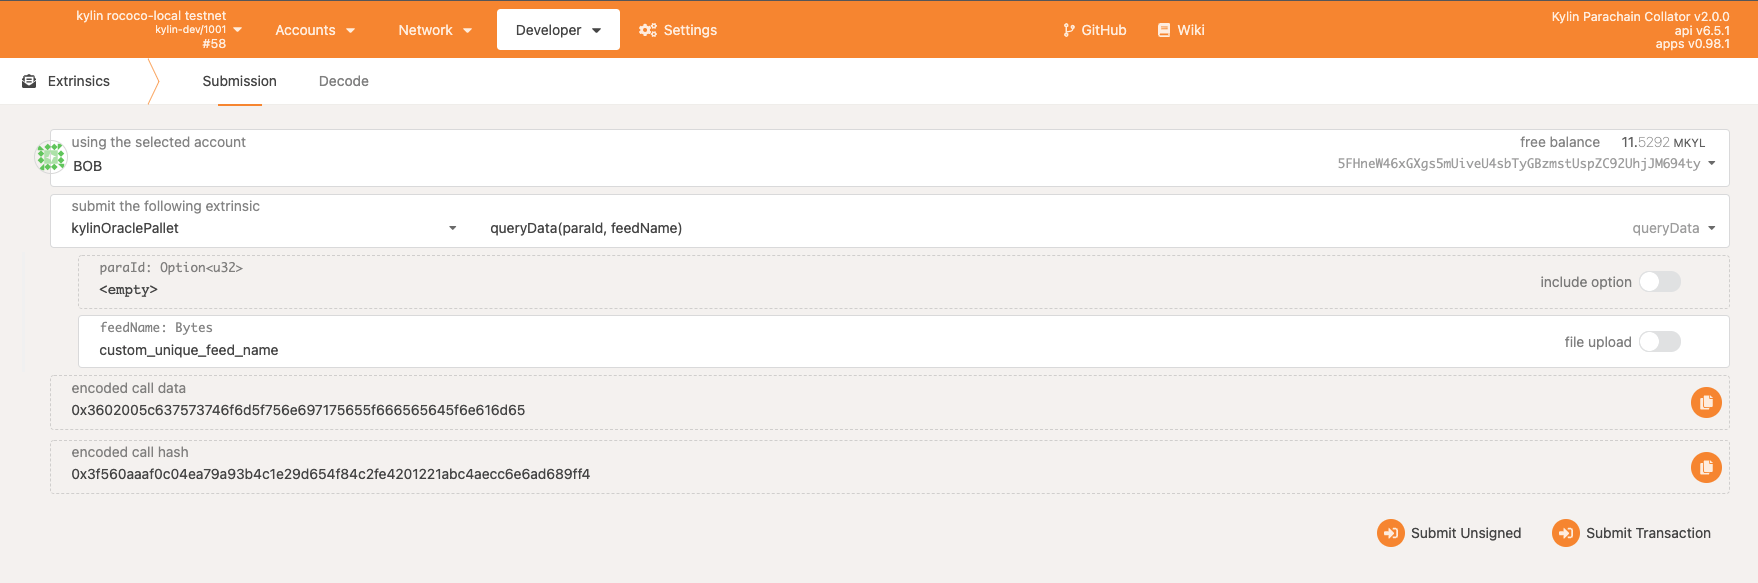 kylin rococo-local testnet
kylin-dev/1001
#58
Accounts
Network
Developer
Settings
GitHub
Wiki
Kylin Parachain Collator v2.0.0
api v6.5.1
apps v0.98.1
Extrinsics
Submission
Decode
using the selected account
BOB
free balance 11.5292 MKYL
5FHneW46xGXgs5mUiveU4sbTyGBzmstUspZC92UhjJM694ty
submit the following extrinsic
kylinOraclePallet
queryData(paraId, feedName)
queryData
paraId: Option<u32>
<empty>
include option
feedName: Bytes
custom_unique_feed_name
file upload
encoded call data
0x3602005c637573746f6d5f756e697175655f666565645f6e616d65
encoded call hash
0x3f560aaaf0c04ea79a93b4c1e29d654f84c2fe4201221abc4aecc6e6ad689ff4
Submit Unsigned
Submit Transaction